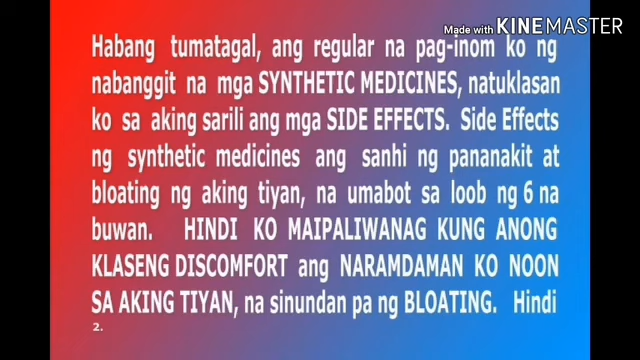 Made with KINEMASTER
Habang tumatagal, ang regular na pag-inom ko ng
nabanggit na mga SYNTHETIC MEDICINES, natuklasan
ko sa aking sarili ang mga SIDE EFFECTS. Side Effects
ng synthetic medicines ang sanhi ng pananakit at
bloating ng aking tiyan, na umabot sa loob ng 6 na
buwan. HINDI KO MAIPALIWANAG KUNG ANONG
KLASENG DISCOMFORT ang NARAMDAMAN KO NOON
SA AKING TIYAN, na sinundan pa ng BLOATING. Hindi
2.